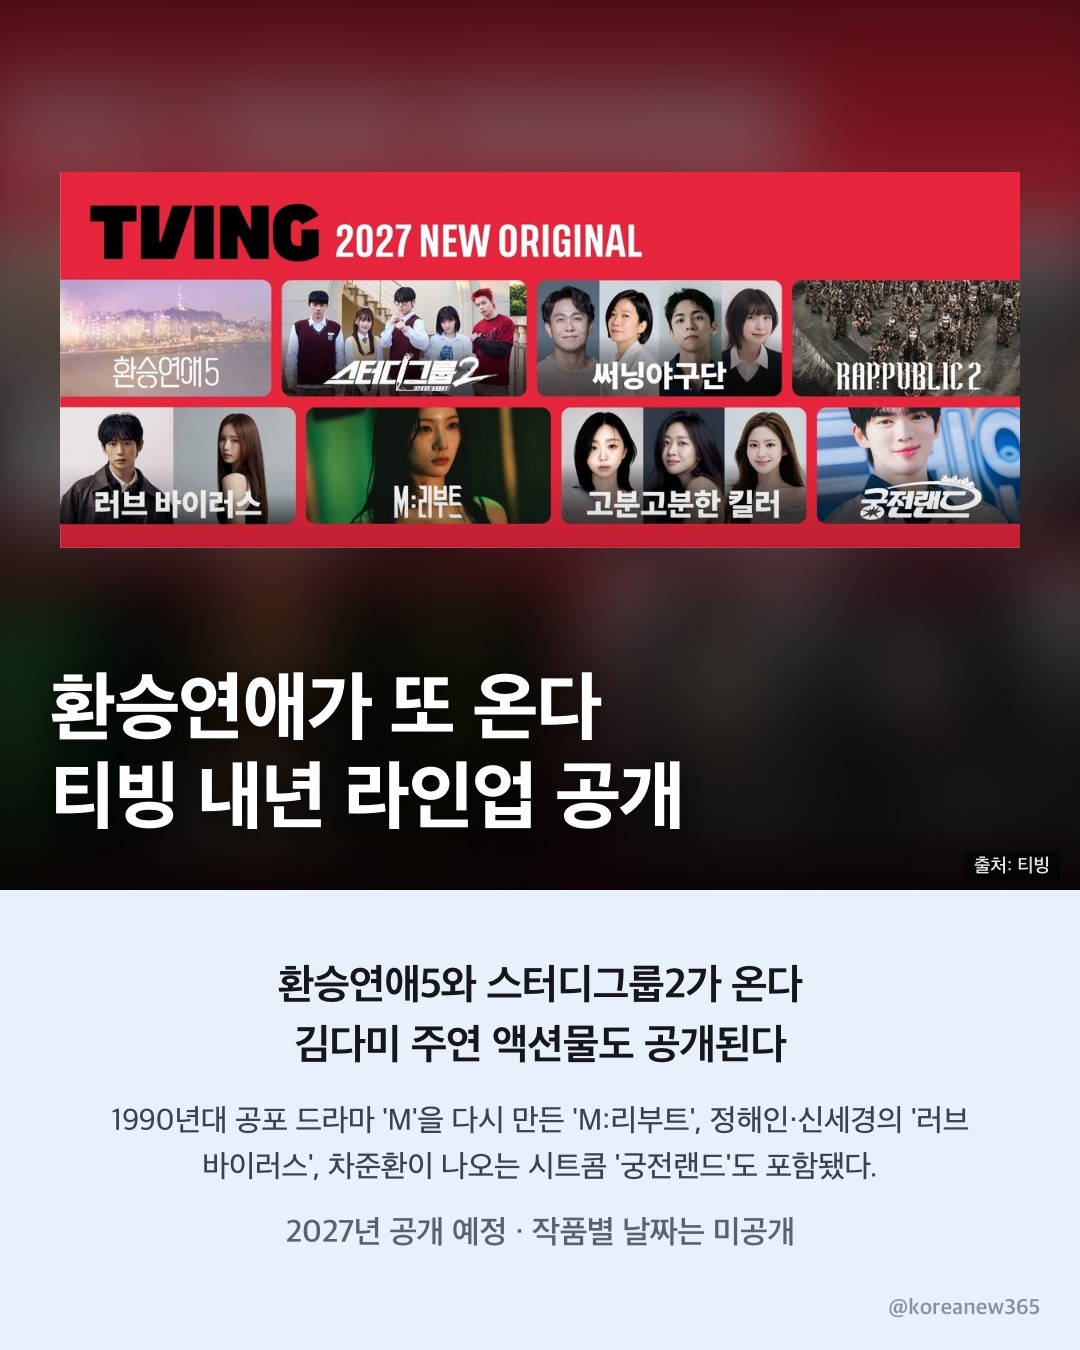 TVING 2027 NEW ORIGINAL
환승연애5
스터디그룹2
써닝야구단
RAP:PUBLIC 2
러브 바이러스
M:리부트
고분고분한 킬러
궁전랜드
환승연애가 또 온다
티빙 내년 라인업 공개
출처: 티빙
환승연애5와 스터디그룹2가 온다
김다미 주연 액션물도 공개된다
1990년대 공포 드라마 'M'을 다시 만든 'M:리부트', 정해인·신세경의 '러브
바이러스', 차준환이 나오는 시트콤 '궁전랜드'도 포함됐다.
2027년 공개 예정 · 작품별 날짜는 미공개
@koreanew365